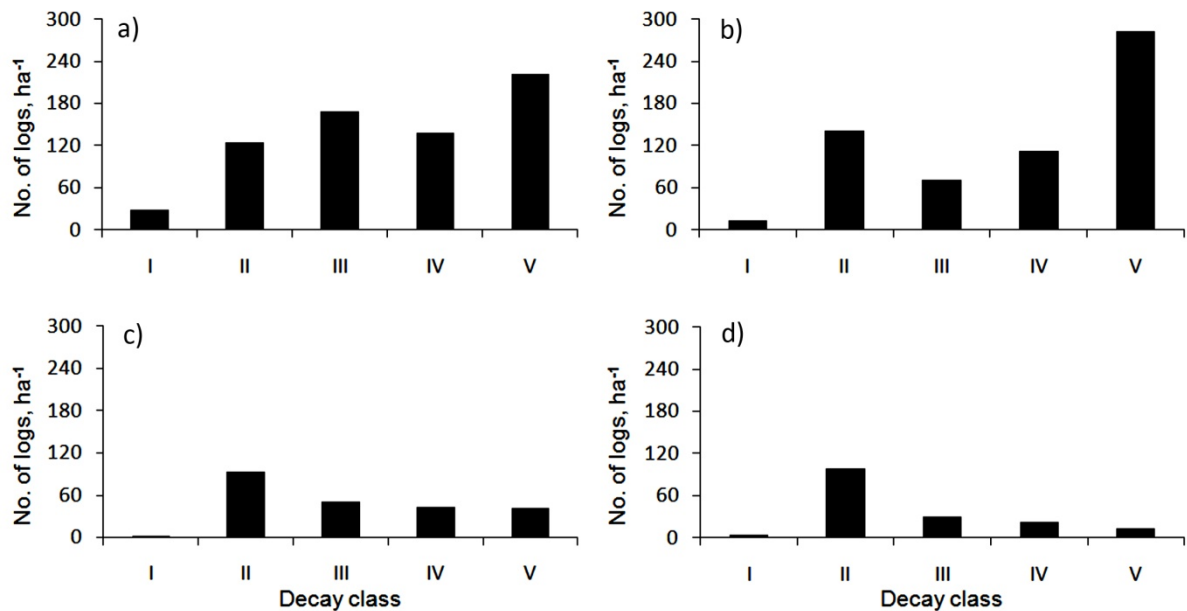 a)
No. of logs, ha⁻¹
300
240
180
120
60
0
I II III IV V
b)
No. of logs, ha⁻¹
300
240
180
120
60
0
I II III IV V
c)
No. of logs, ha⁻¹
300
240
180
120
60
0
I II III IV V
Decay class
d)
No. of logs, ha⁻¹
300
240
180
120
60
0
I II III IV V
Decay class